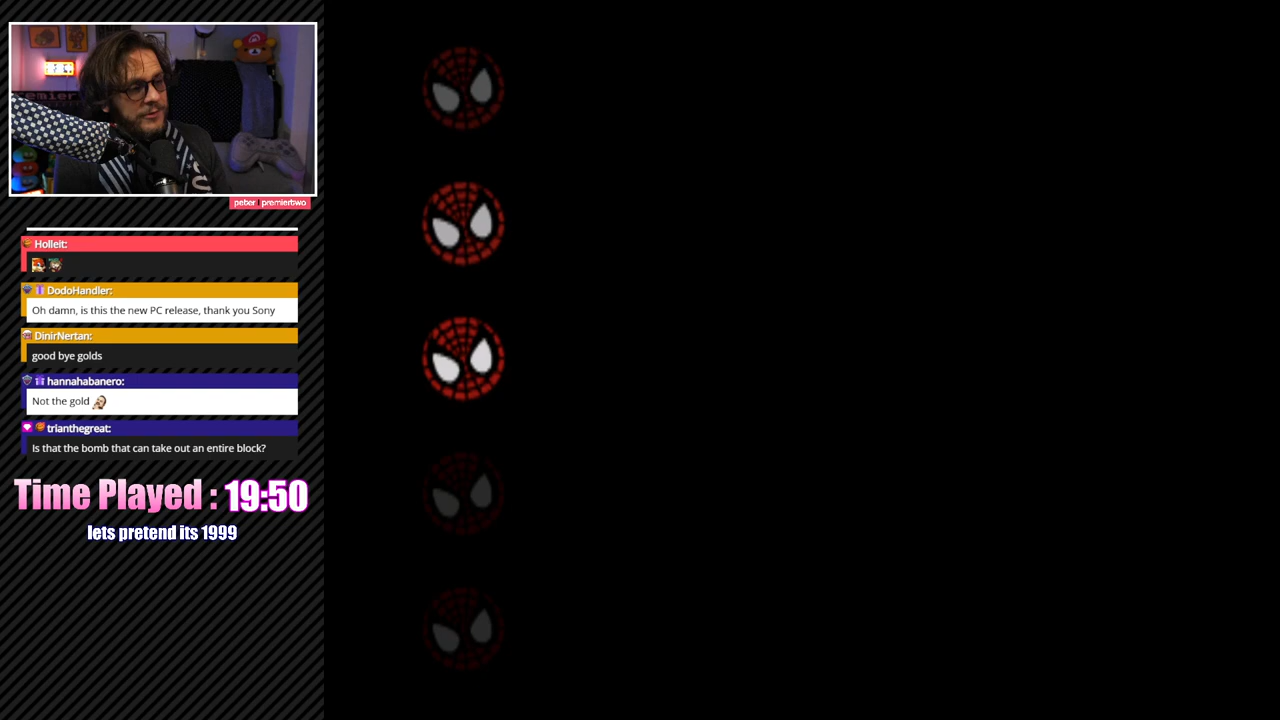 peber | premiertwo
Holleit:
DodoHandler:
Oh damn, is this the new PC release, thank you Sony
DinirNertan:
good bye golds
hannahabanero:
Not the gold
trianthegreat:
Is that the bomb that can take out an entire block?
Time Played : 19:50
lets pretend its 1999